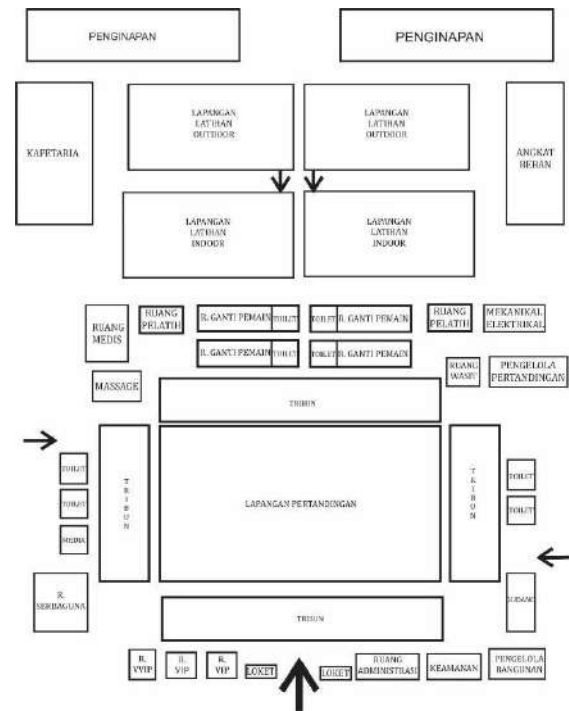 PENGINAPAN
PENGINAPAN
KAFETARIA
LAPANGAN
LATIHAN
OUTDOOR
LAPANGAN
LATIHAN
OUTDOOR
ANGKAT
BEBAN
LAPANGAN
LATIHAN
INDOOR
LAPANGAN
LATIHAN
INDOOR
RUANG
MEDIS
RUANG
PELATIH
R. GANTI PEMAIN
TOILET
TOILET
R. GANTI PEMAIN
RUANG
PELATIH
MEKANIKAL
ELEKTRIKAL
R. GANTI PEMAIN
TOILET
TOILET
R. GANTI PEMAIN
MASSAGE
RUANG
WASIT
PENGELOLA
PERTANDINGAN
TRIBUN
TOILET
TOILET
MEDIK
TRIBUN
LAPANGAN PERTANDINGAN
TRIBUN
TOILET
TOILET
R.
SERBAGUNA
GUDANG
TRIBUN
R.
VVIP
R.
VIP
R.
VIP
LOKET
LOKET
RUANG
ADMINISTRASI
KEAMANAN
PENGELOLA
BANGUNAN